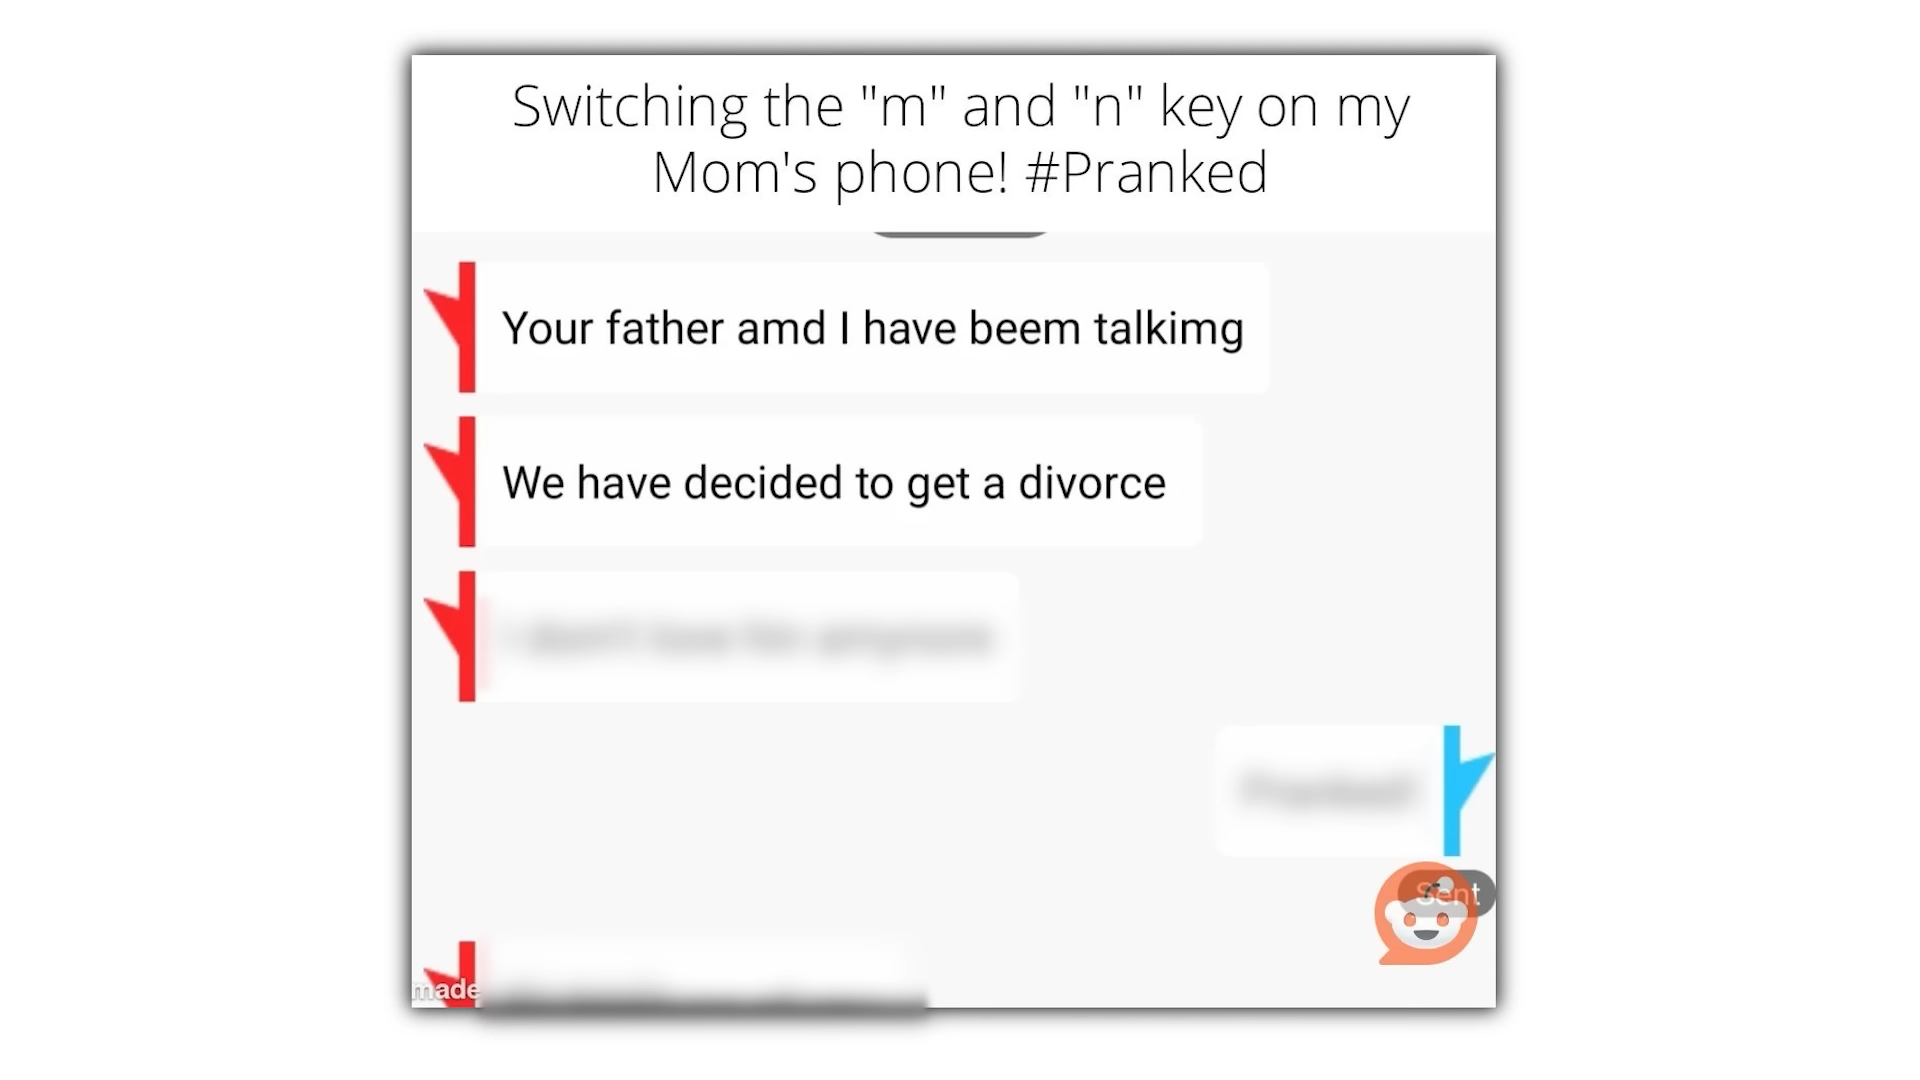 Switching the "m" and "n" key on my
Mom's phone! #Pranked
Your father amd I have beem talkimg
We have decided to get a divorce
Sent
made